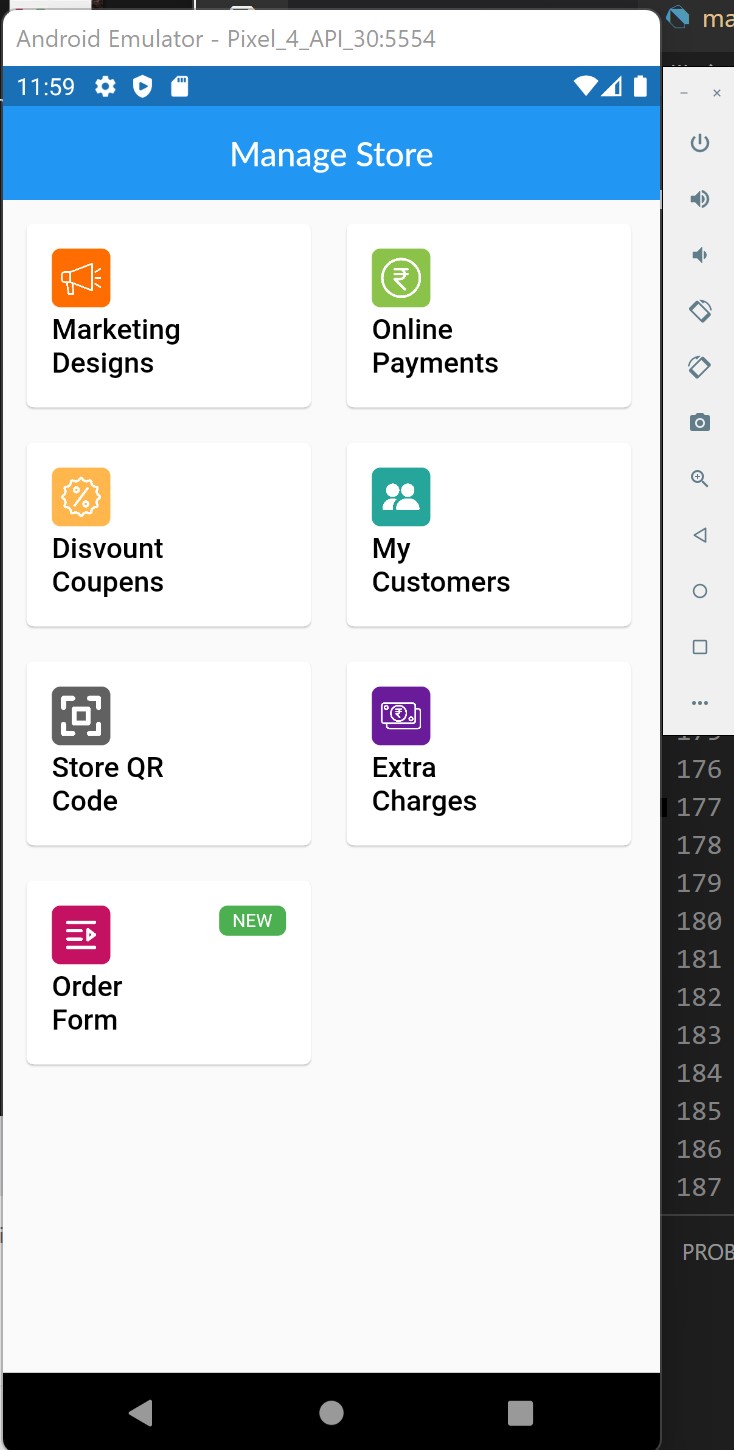 Android Emulator - Pixel_4_API_30:5554
ma
11:59
Manage Store
Marketing
Designs
Online
Payments
Disvount
Coupens
My
Customers
Store QR
Code
Extra
Charges
NEW
Order
Form
176
177
178
179
180
181
182
183
184
185
186
187
PROB